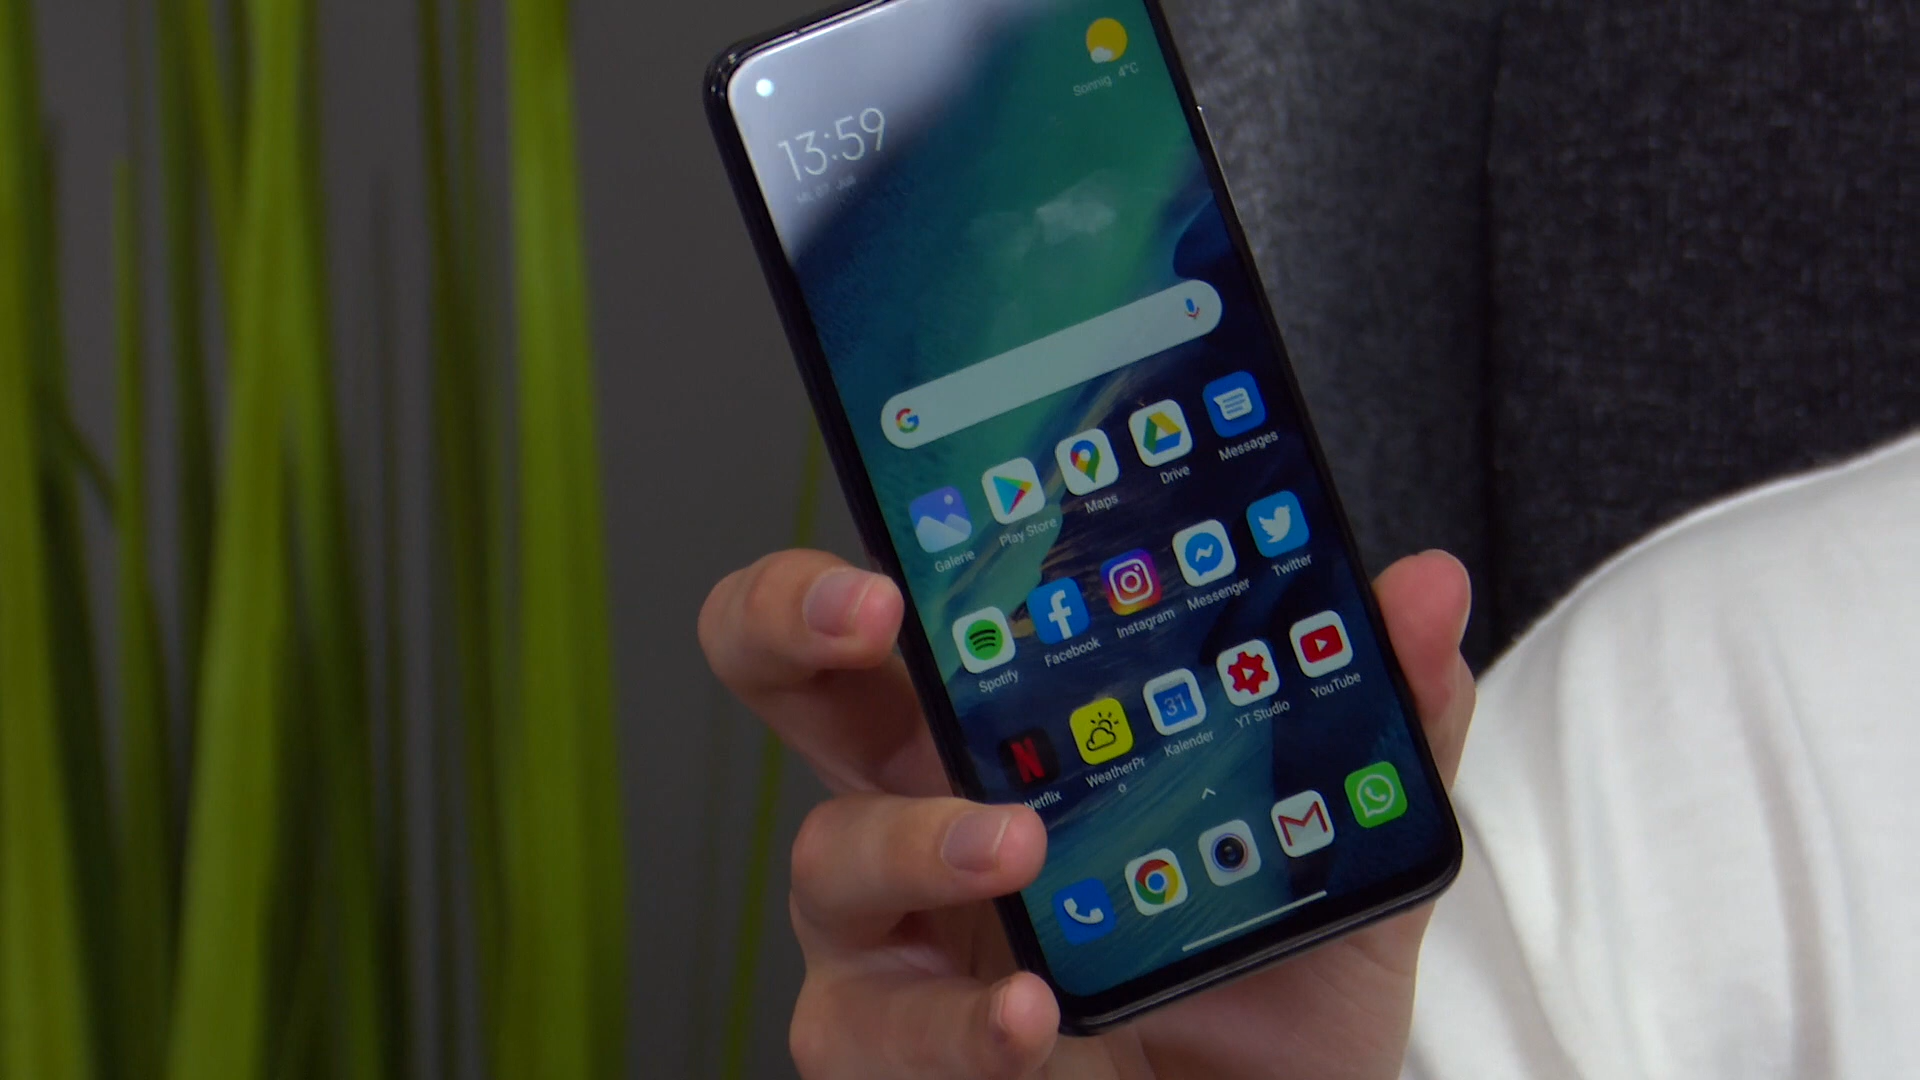 Sonnig 4°C
13:59
Galerie
Play Store
Maps
Drive
Messages
Spotify
Facebook
Instagram
Messenger
Twitter
Netflix
WeatherPr
o
Kalender
31
YT Studio
YouTube